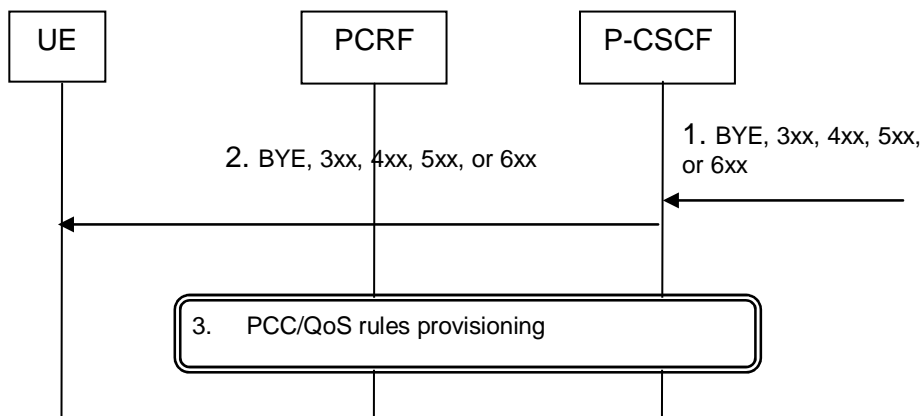 UE
PCRF
P-CSCF
1. BYE, 3xx, 4xx, 5xx,
or 6xx
2. BYE, 3xx, 4xx, 5xx, or 6xx
3. PCC/QoS rules provisioning